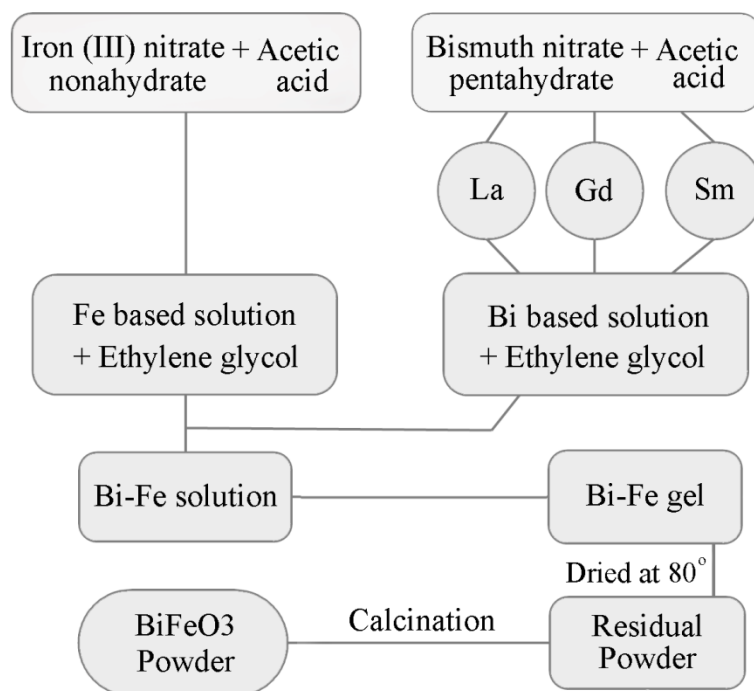 Iron (III) nitrate + Acetic
nonahydrate acid
Bismuth nitrate + Acetic
pentahydrate acid
La
Gd
Sm
Fe based solution
+ Ethylene glycol
Bi based solution
+ Ethylene glycol
Bi-Fe solution
Bi-Fe gel
Dried at 80°
BiFeO3
Powder
Calcination
Residual
Powder